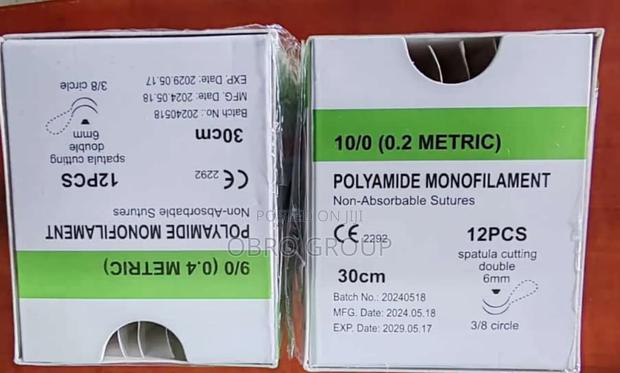 9/0 (0.4 METRIC)
POLYAMIDE MONOFILAMENT
Non-Absorbable Sutures
CE 2292
12PCS
spatula cutting
double
6mm
30cm
Batch No.: 20240518
MFG. Date: 2024.05.18
EXP. Date: 2029.05.17
3/8 circle
10/0 (0.2 METRIC)
POLYAMIDE MONOFILAMENT
Non-Absorbable Sutures
CE 2292
12PCS
spatula cutting
double
6mm
30cm
Batch No.: 20240518
MFG. Date: 2024.05.18
EXP. Date: 2029.05.17
3/8 circle
POSTED ON JIJI
OBRO GROUP